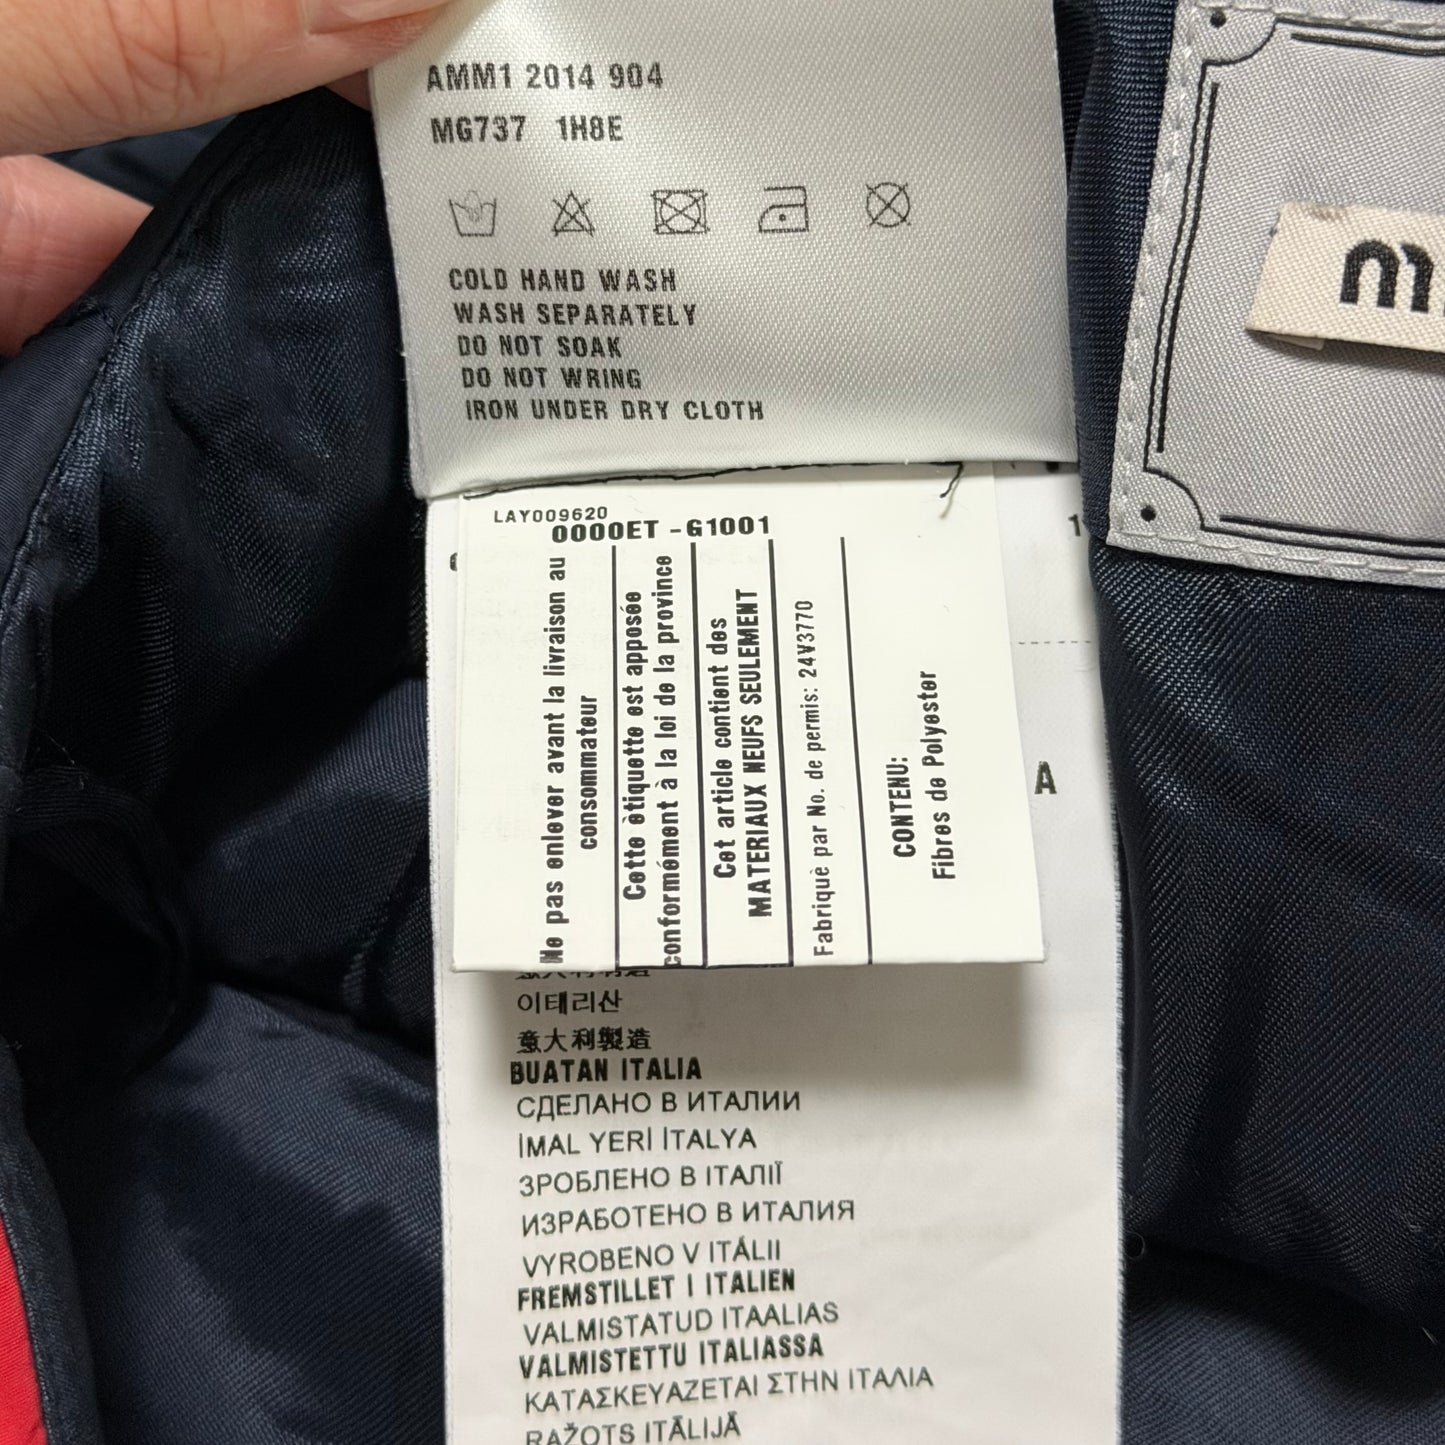 AMM1 2014 904
MG737 1H8E
COLD HAND WASH
WASH SEPARATELY
DO NOT SOAK
DO NOT WRING
IRON UNDER DRY CLOTH
LAY009620
0000ET -G1001
Ne pas enlever avant la livraison au
consommateur
Cette ètiquette est apposée
conformément à la loi de la province
Cet article contient des
MATERIAUX NEUFS SEULEMENT
Fabriquè par No. de permis: 24V3770
CONTENU:
Fibres de Polyester
A
이태리산
意大利製造
BUATAN ITALIA
СДЕЛАНО В ИТАЛИИ
İMAL YERİ İTALYA
ЗРОБЛЕНО В ІТАЛІЇ
ИЗРАБОТЕНО В ИТАЛИЯ
VYROBENO V ITÁLII
FREMSTILLET I ITALIEN
VALMISTATUD ITAALIAS
VALMISTETTU ITALIASSA
ΚΑΤΑΣΚΕΥΑΖΕΤΑΙ ΣΤΗΝ ΙΤΑΛΙΑ
RAŽOTS ITĀLIJĀ